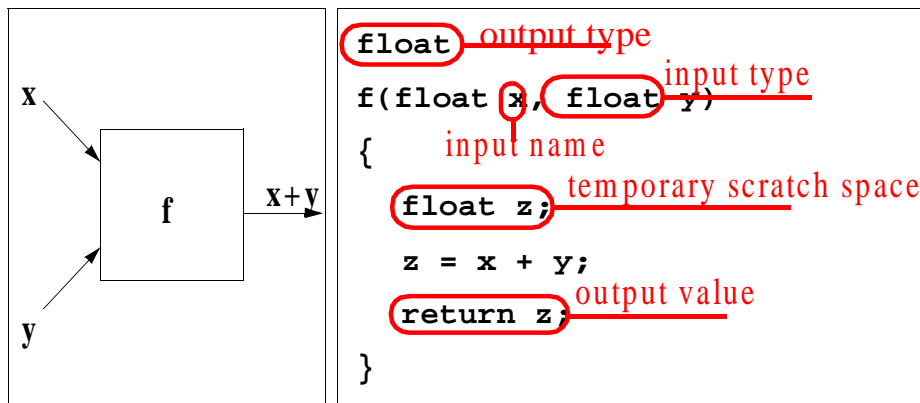 x
y
f
x+y
float output type
input type
f(float x, float y)
input name
{
temporary scratch space
float z;
z = x + y;
output value
return z;
}